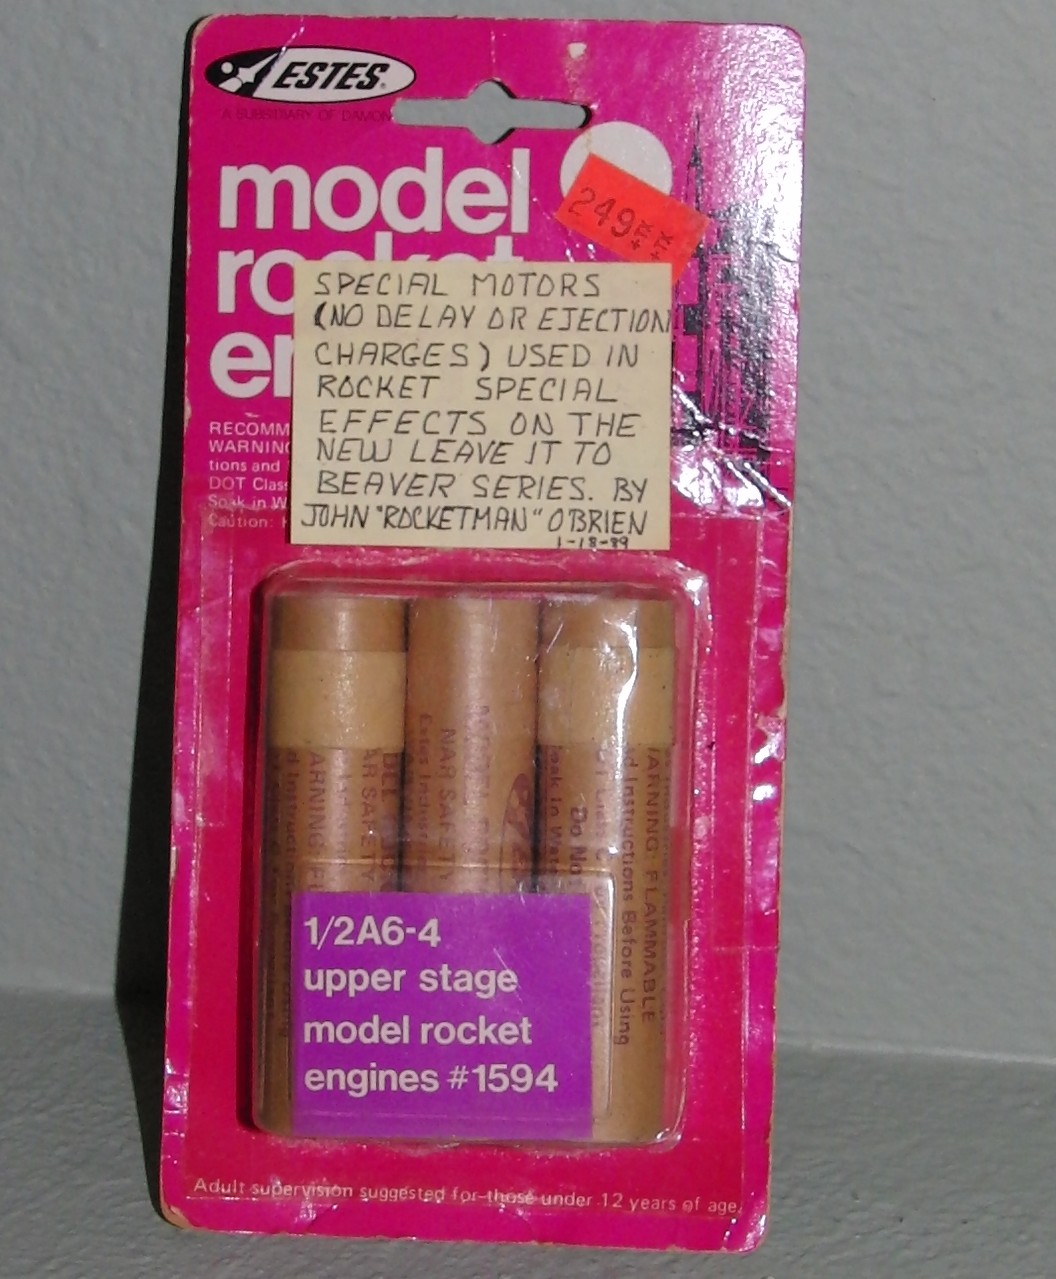 ESTES®
A SUBSIDIARY OF DAMON
model
249
SPECIAL MOTORS
(NO DELAY OR EJECTION
CHARGES) USED IN
ROCKET SPECIAL
EFFECTS ON THE
NEW LEAVE IT TO
BEAVER SERIES. BY
JOHN "ROCKETMAN" O'BRIEN
1-18-89
RECOMM
WARNING
tions and
DOT Clas
Soak in W
Caution:
NAR SAFETY
Do No
WARNING: FLAMMABLE
d Instructions Before Using
1/2A6-4
upper stage
model rocket
engines #1594
Adult supervision suggested for those under 12 years of age.